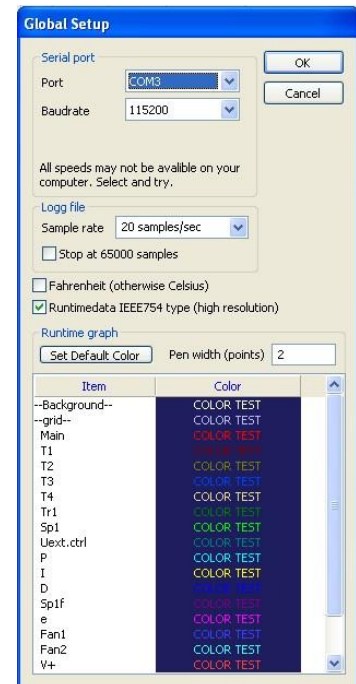 Global Setup
Serial port
OK
Port COM3
Cancel
Baudrate 115200
All speeds may not be avalible on your
computer. Select and try.
Logg file
Sample rate 20 samples/sec
Stop at 65000 samples
Fahrenheit (otherwise Celsius)
Runtimedata IEEE754 type (high resolution)
Runtime graph
Set Default Color Pen width (points) 2
Item Color
--Background-- COLOR TEST
--grid-- COLOR TEST
Main COLOR TEST
T1 COLOR TEST
T2 COLOR TEST
T3 COLOR TEST
T4 COLOR TEST
Tr1 COLOR TEST
Sp1 COLOR TEST
Uext.ctrl COLOR TEST
P COLOR TEST
I COLOR TEST
D COLOR TEST
Sp1f COLOR TEST
e COLOR TEST
Fan1 COLOR TEST
Fan2 COLOR TEST
V+ COLOR TEST